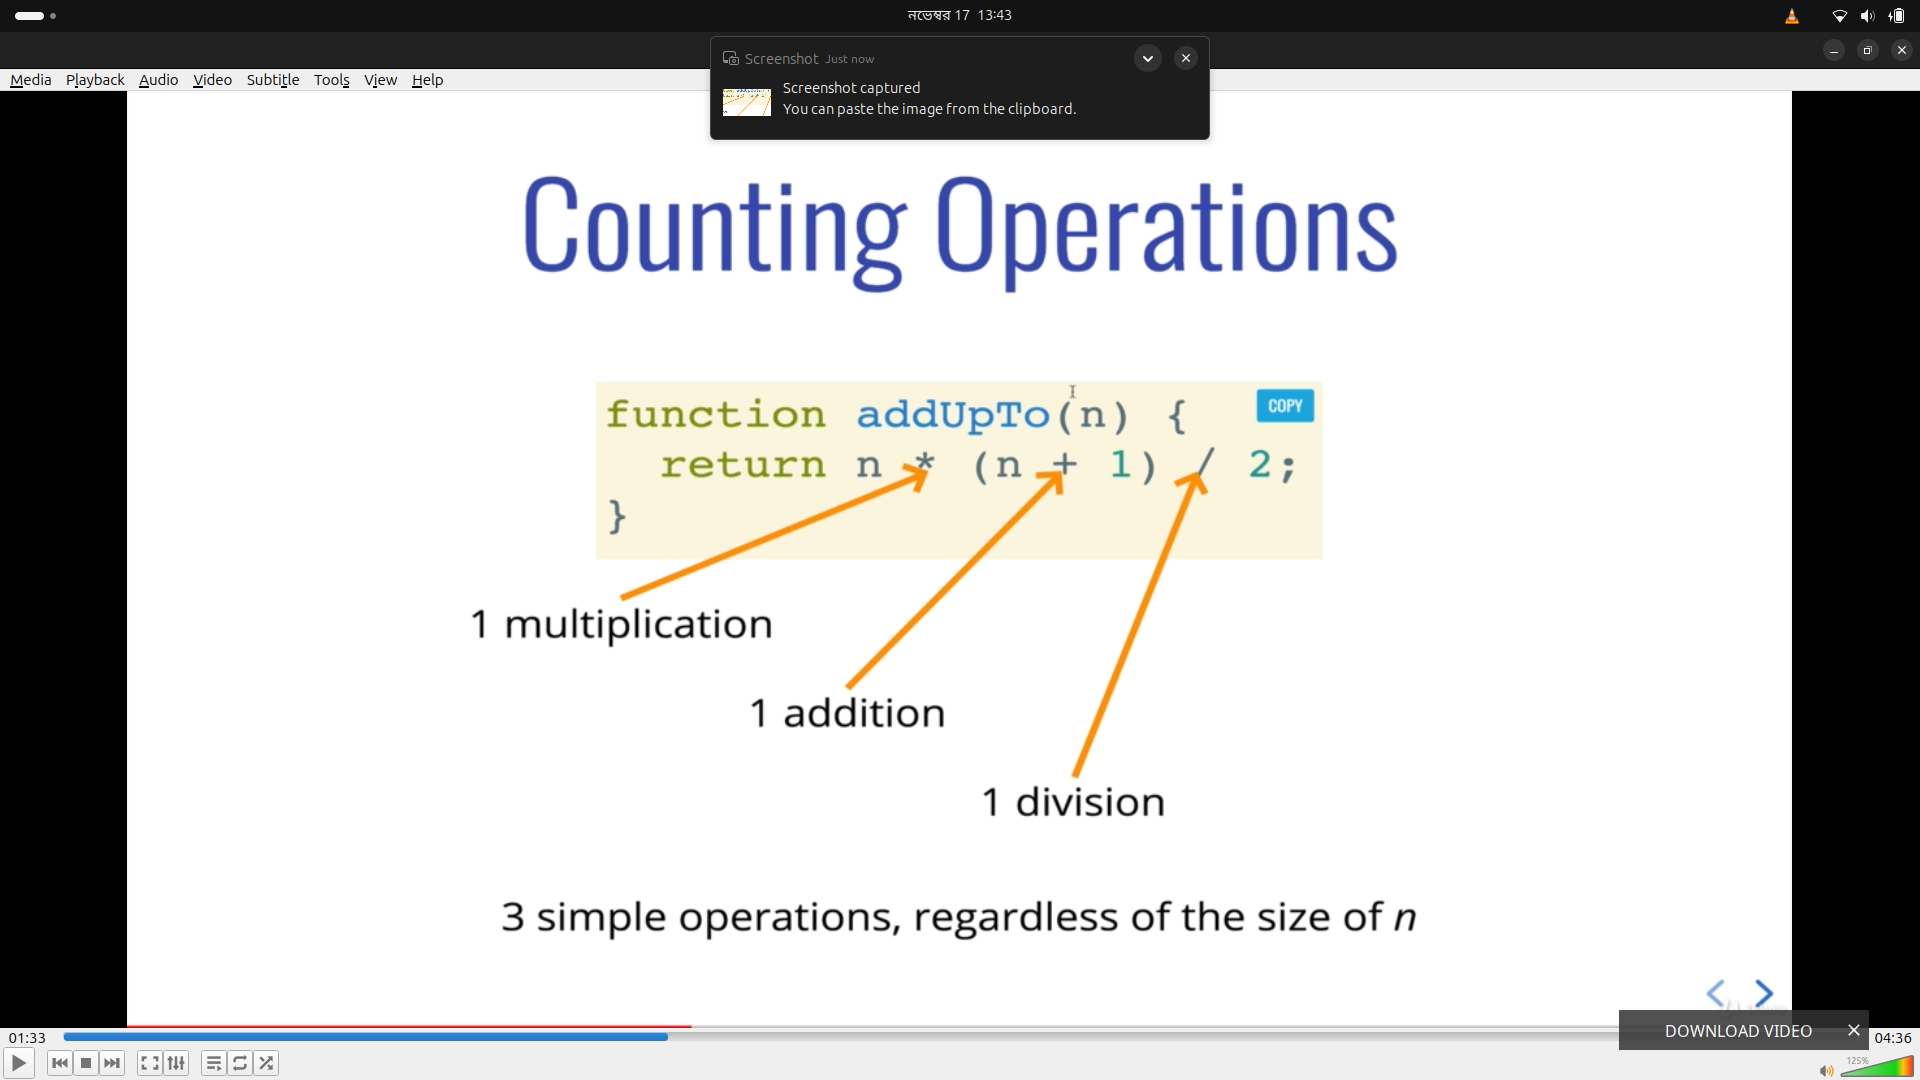 নভেম্বর 17 13:43
Screenshot Just now
Screenshot captured
You can paste the image from the clipboard.
Media Playback Audio Video Subtitle Tools View Help
Counting Operations
function addUpTo(n) {
COPY
return n * (n + 1) / 2;
}
1 multiplication
1 addition
1 division
3 simple operations, regardless of the size of n
DOWNLOAD VIDEO
01:33
04:36
125%